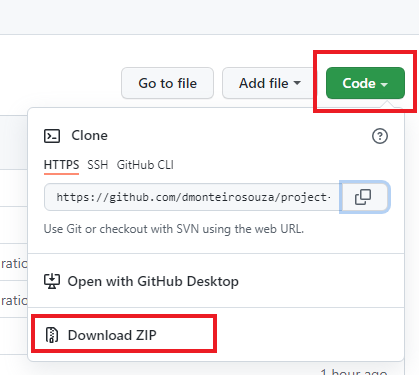 Go to file Add file Code
Clone
HTTPS SSH GitHub CLI
https://github.com/dmonteirosouza/project-
Use Git or checkout with SVN using the web URL.
Open with GitHub Desktop
ratio
ratio
Download ZIP
1 hour ago